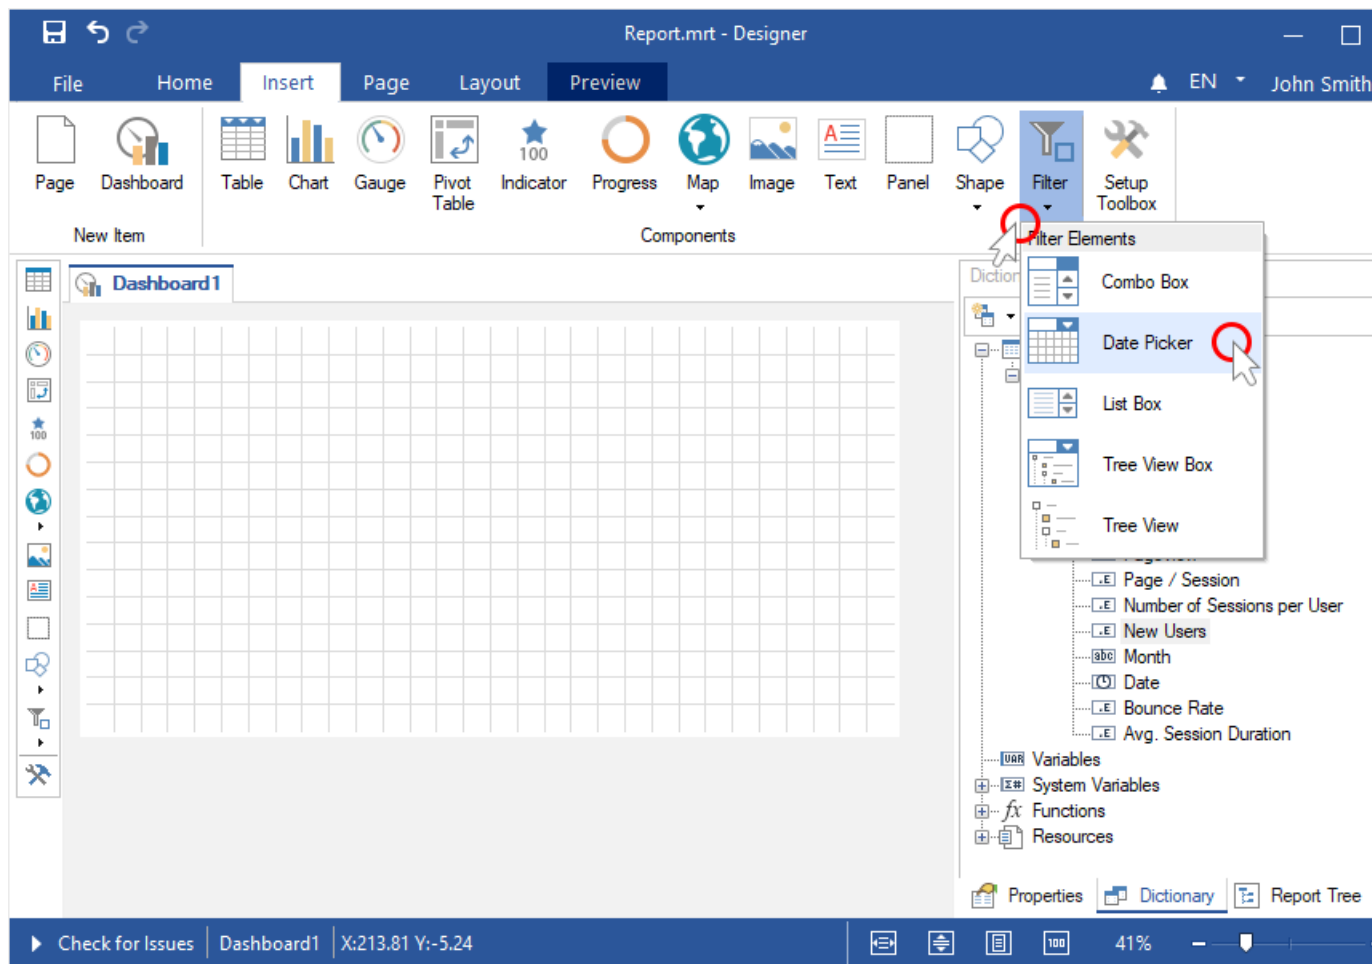 Report.mrt - Designer
File Home Insert Page Layout Preview EN John Smith
Page Dashboard Table Chart Gauge Pivot Table Indicator 100 Progress Map Image Text Panel Shape Filter Setup Toolbox
New Item Components
Filter Elements
Combo Box
Date Picker
List Box
Tree View Box
Tree View
Dashboard1
100
Page / Session
Number of Sessions per User
New Users
Month
Date
Bounce Rate
Avg. Session Duration
Variables
System Variables
Functions
Resources
Properties Dictionary Report Tree
Check for Issues Dashboard1 X:213.81 Y:-5.24 100 41%